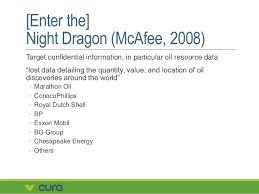 [Enter the]
Night Dragon (McAfee, 2008)
Target confidential information, in particular oil resource data
"lost data detailing the quantity, value, and location of oil
discoveries around the world"
◦ Marathon Oil
◦ ConocoPhillips
◦ Royal Dutch Shell
◦ BP
◦ Exxon Mobil
◦ BG Group
◦ Chesapeake Energy
◦ Others
cura